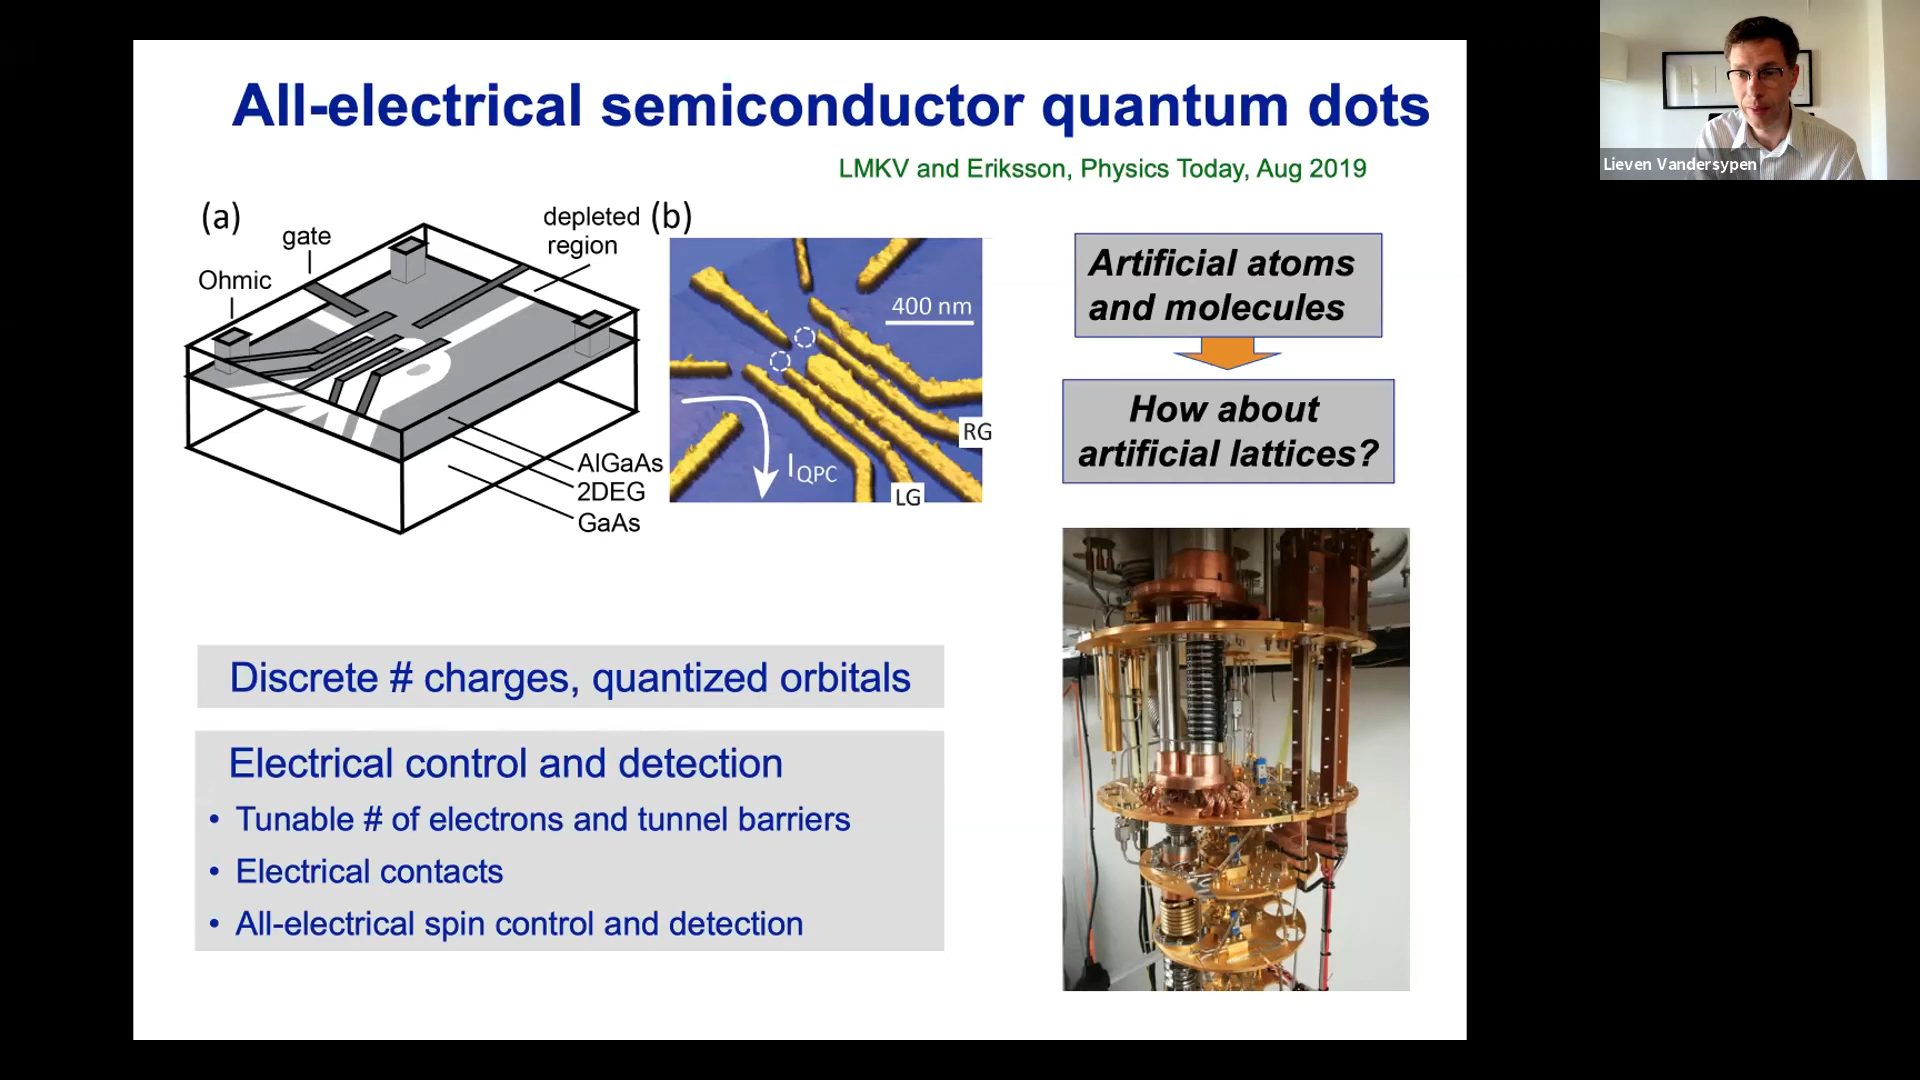 All-electrical semiconductor quantum dots
LMKV and Eriksson, Physics Today, Aug 2019
(a)
gate
Ohmic
depleted
region
AlGaAs
2DEG
GaAs
(b)
400 nm
RG
IQPC
LG
Artificial atoms
and molecules
How about
artificial lattices?
Discrete # charges, quantized orbitals
Electrical control and detection
• Tunable # of electrons and tunnel barriers
• Electrical contacts
• All-electrical spin control and detection
Lieven Vandersypen